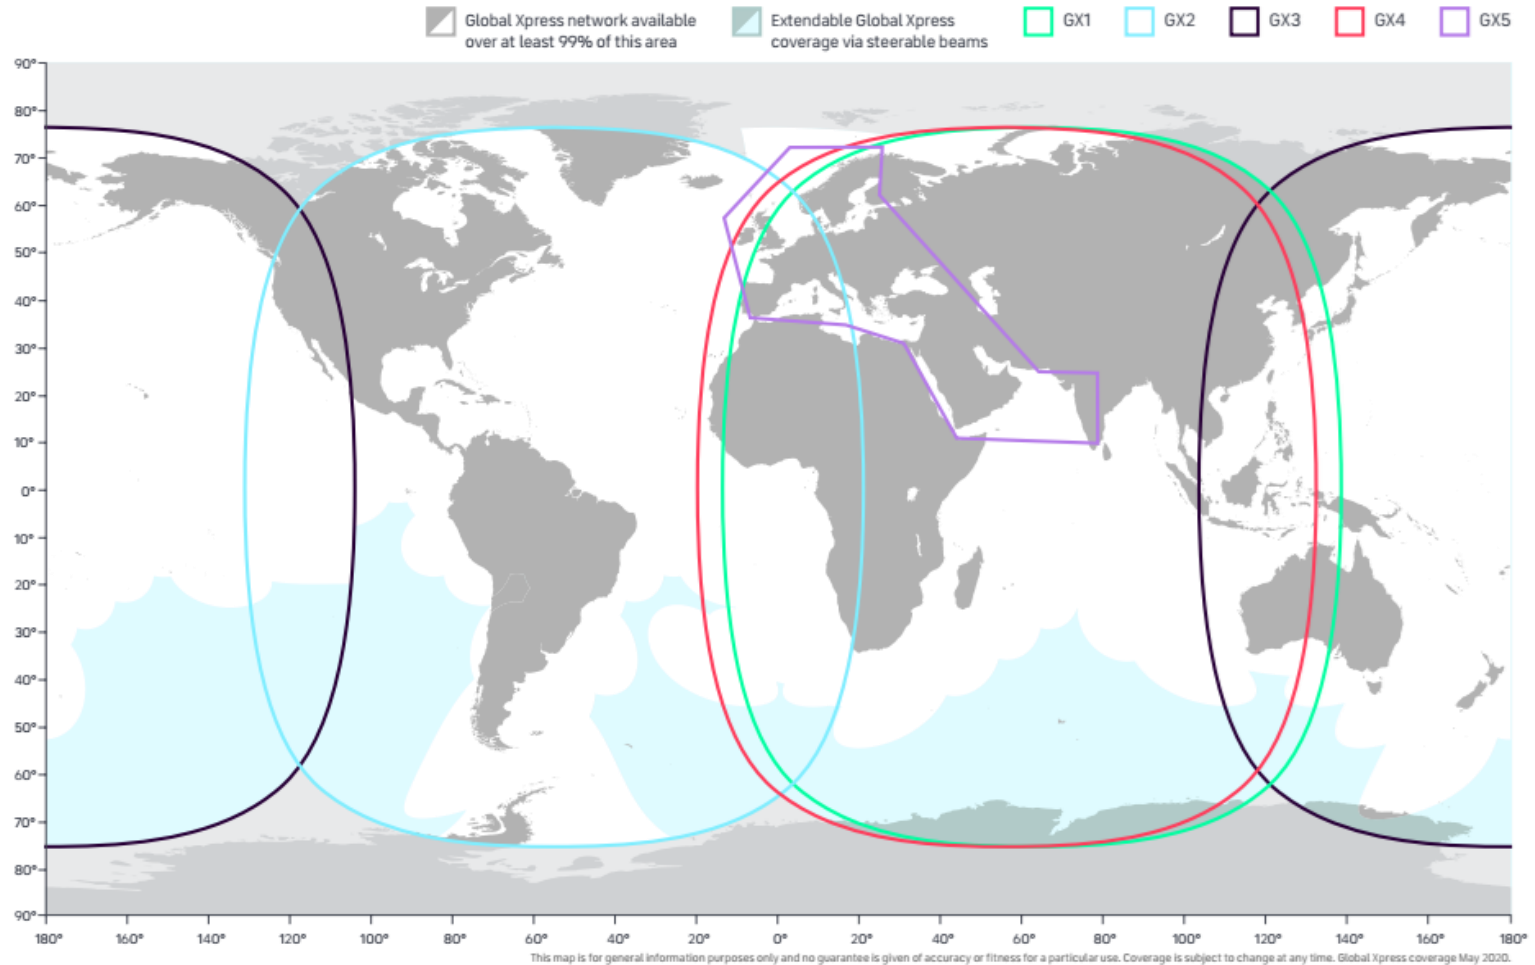 Global Xpress network available
over at least 99% of this area
Extendable Global Xpress
coverage via steerable beams
GX1
GX2
GX3
GX4
GX5
90°
80°
70°
60°
50°
40°
30°
20°
10°
0°
10°
20°
30°
40°
50°
60°
70°
80°
90°
180° 160° 140° 120° 100° 80° 60° 40° 20° 0° 20° 40° 60° 80° 100° 120° 140° 160° 180°
This map is for general information purposes only and no guarantee is given of accuracy or fitness for a particular use. Coverage is subject to change at any time. Global Xpress coverage May 2020.